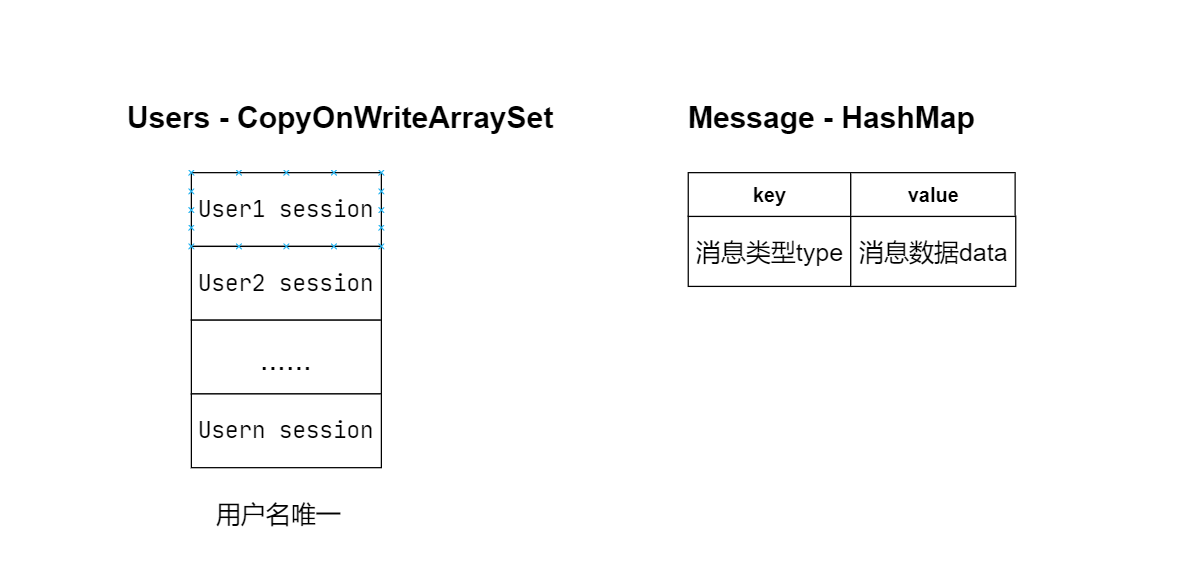 Users - CopyOnWriteArraySet
User1 session
User2 session
......
Usern session
用户名唯一
Message - HashMap
key value
消息类型type 消息数据data